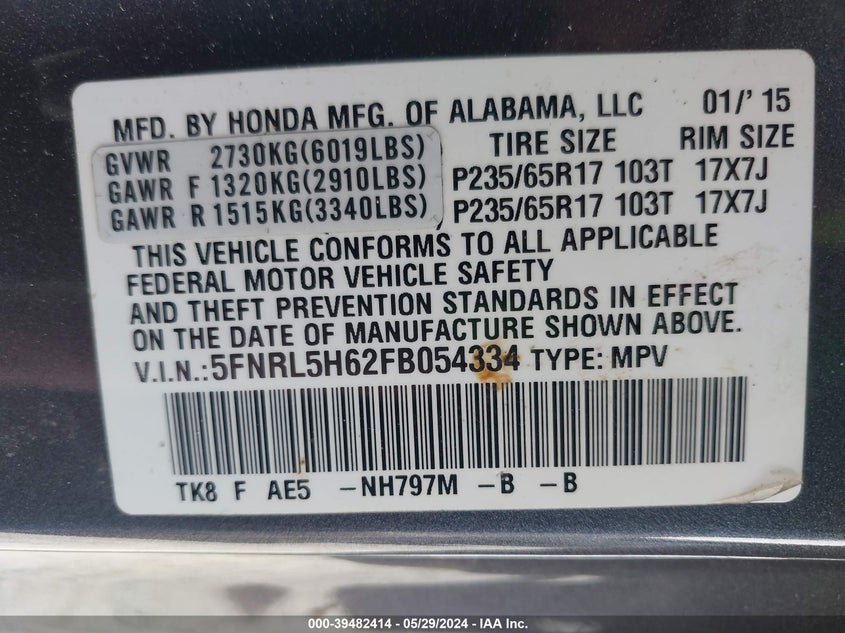 MFD. BY HONDA MFG. OF ALABAMA, LLC 01/' 15
TIRE SIZE RIM SIZE
GVWR 2730KG(6019LBS)
GAWR F 1320KG(2910LBS) P235/65R17 103T 17X7J
GAWR R 1515KG(3340LBS), P235/65R17 103T 17X7J
THIS VEHICLE CONFORMS TO ALL APPLICABLE
FEDERAL MOTOR VEHICLE SAFETY
AND THEFT PREVENTION STANDARDS IN EFFECT
ON THE DATE OF MANUFACTURE SHOWN ABOVE.
V.I.N.:5FNRL5H62FB054334 TYPE: MPV
TK8 F AE5 -NH797M -B -B
000-39482414 - 05/29/2024 - IAA Inc.